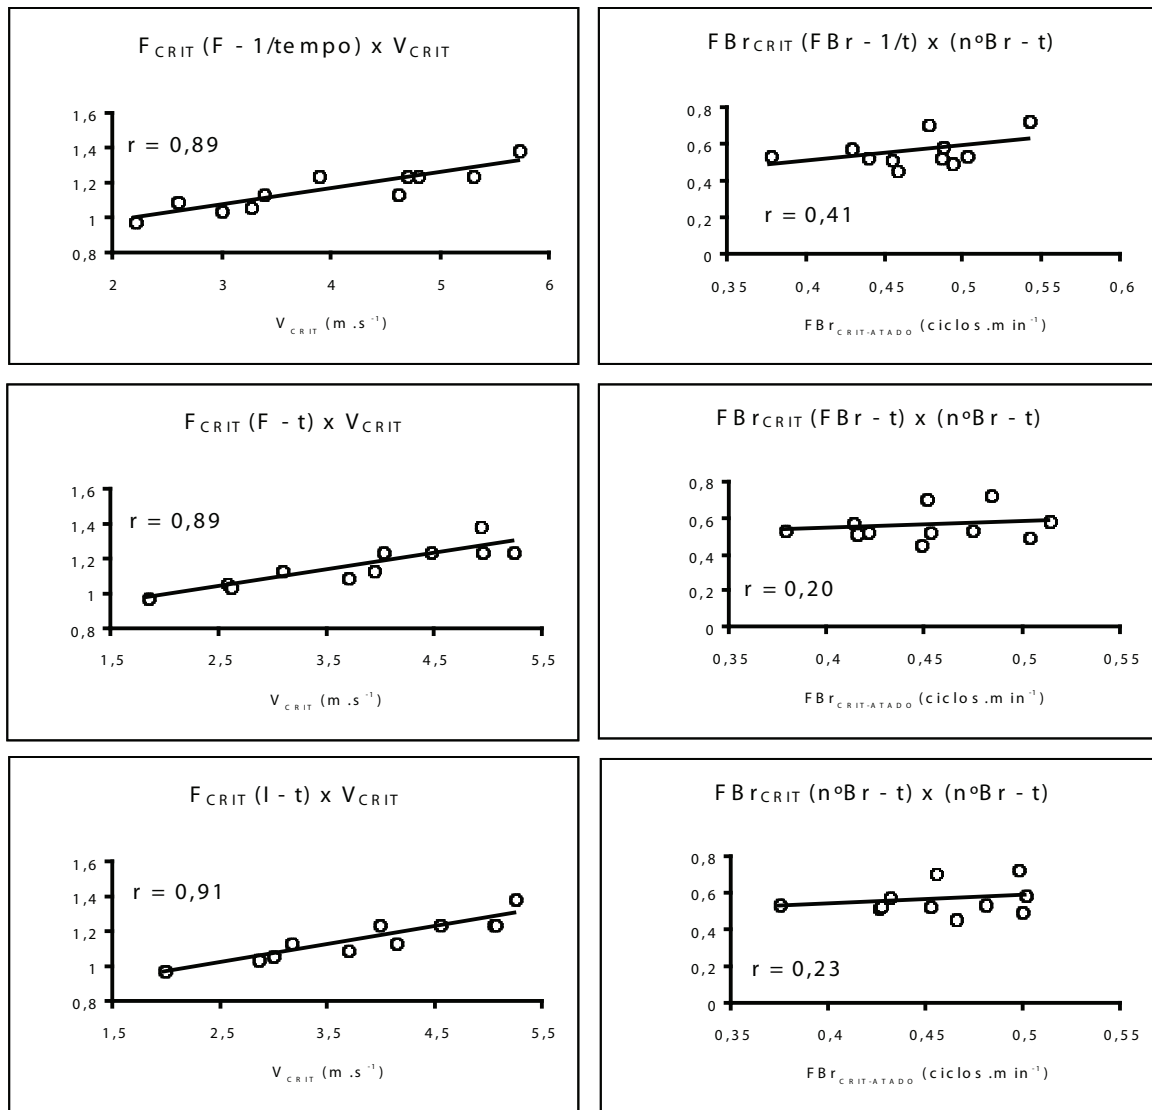 F CRIT (F - 1/tempo) x V CRIT
1,6
1,4
1,2
1
0,8
r = 0,89
2 3 4 5 6
V CRIT (m .s -1)
FBr CRIT (FBr - 1/t) x (nºBr - t)
0,8
0,6
0,4
0,2
0
r = 0,41
0,35 0,4 0,45 0,5 0,55 0,6
FBr CRIT-ATADO (ciclos .m in -1)
F CRIT (F - t) x V CRIT
1,6
1,4
1,2
1
0,8
r = 0,89
1,5 2,5 3,5 4,5 5,5
V CRIT (m .s -1)
FBr CRIT (FBr - t) x (nºBr - t)
0,8
0,6
0,4
0,2
0
r = 0,20
0,35 0,4 0,45 0,5 0,55
FBr CRIT-ATADO (ciclos .m in -1)
F CRIT (I - t) x V CRIT
1,6
1,4
1,2
1
0,8
r = 0,91
1,5 2,5 3,5 4,5 5,5
V CRIT (m .s -1)
FBr CRIT (nºBr - t) x (nºBr - t)
0,8
0,6
0,4
0,2
0
r = 0,23
0,35 0,4 0,45 0,5 0,55
FBr CRIT-ATADO (ciclos .m in -1)